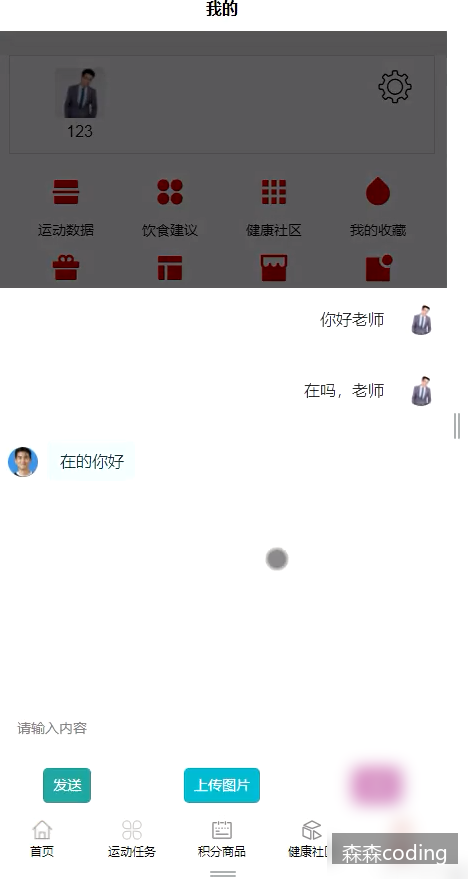 我的
123
运动数据 饮食建议 健康社区 我的收藏
你好老师
在吗，老师
在的你好
请输入内容
发送 上传图片
首页 运动任务 积分商品 健康社
森森coding